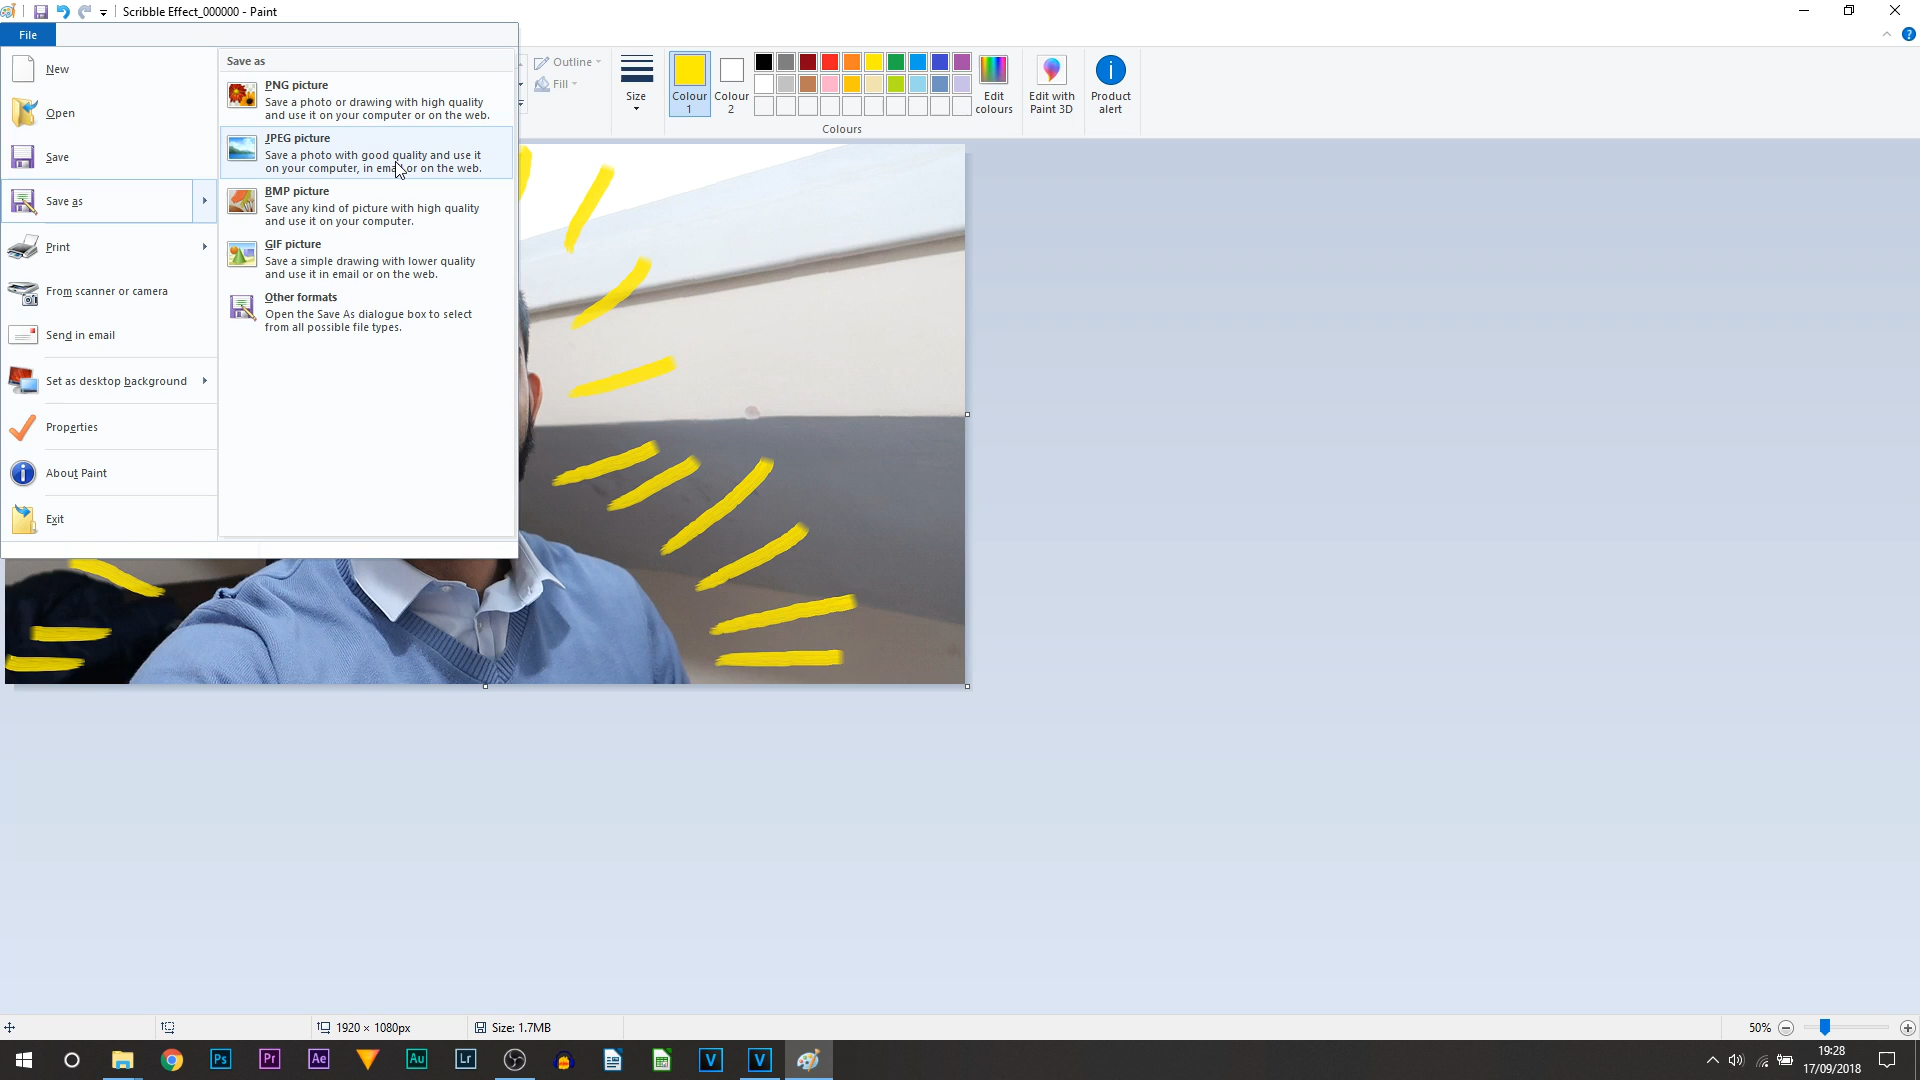 Scribble Effect_000000 - Paint
File
New
Open
Save
Save as
Print
From scanner or camera
Send in email
Set as desktop background
Properties
About Paint
Exit
Save as
PNG picture
Save a photo or drawing with high quality
and use it on your computer or on the web.
JPEG picture
Save a photo with good quality and use it
on your computer, in email or on the web.
BMP picture
Save any kind of picture with high quality
and use it on your computer.
GIF picture
Save a simple drawing with lower quality
and use it in email or on the web.
Other formats
Open the Save As dialogue box to select
from all possible file types.
Outline
Fill
Size
Colour
1
Colour
2
Edit
colours
Colours
Edit with
Paint 3D
Product
alert
1920 × 1080px
Size: 1.7MB
50%
Ps
Pr
Ae
Au
Lr
V
V
19:28
17/09/2018